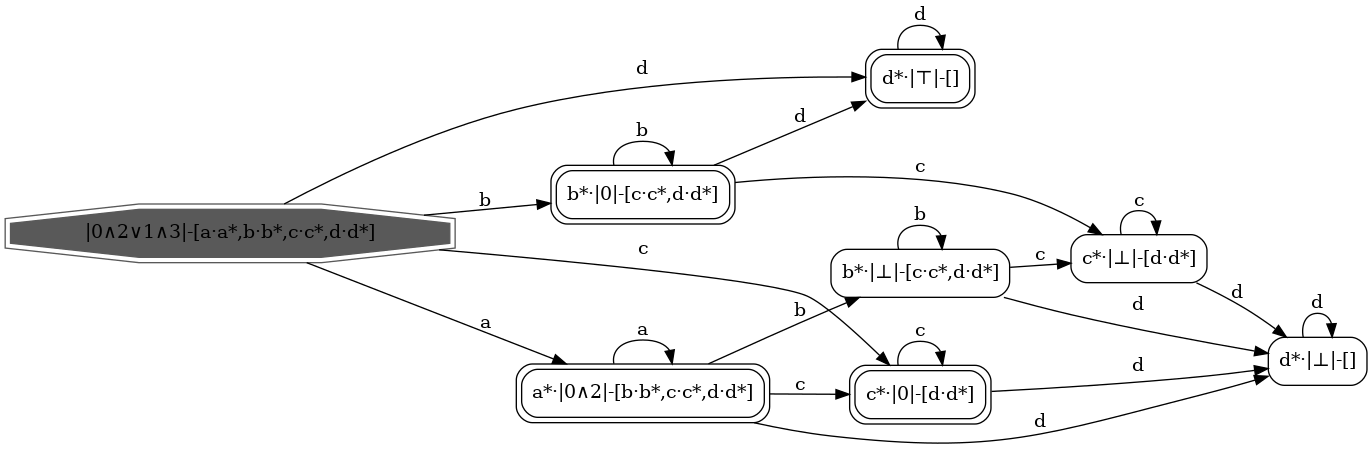 d
d*·|⊤|-[]
d
b
d
b*·|0|-[c·c*,d·d*]
c
b
|0∧2∨1∧3|-[a·a*,b·b*,c·c*,d·d*]
c
b
b*·|⊥|-[c·c*,d·d*]
c
c
c*·|⊥|-[d·d*]
d
d
d
d*·|⊥|-[]
a
a
b
a*·|0∧2|-[b·b*,c·c*,d·d*]
c
c
c*·|0|-[d·d*]
d
d